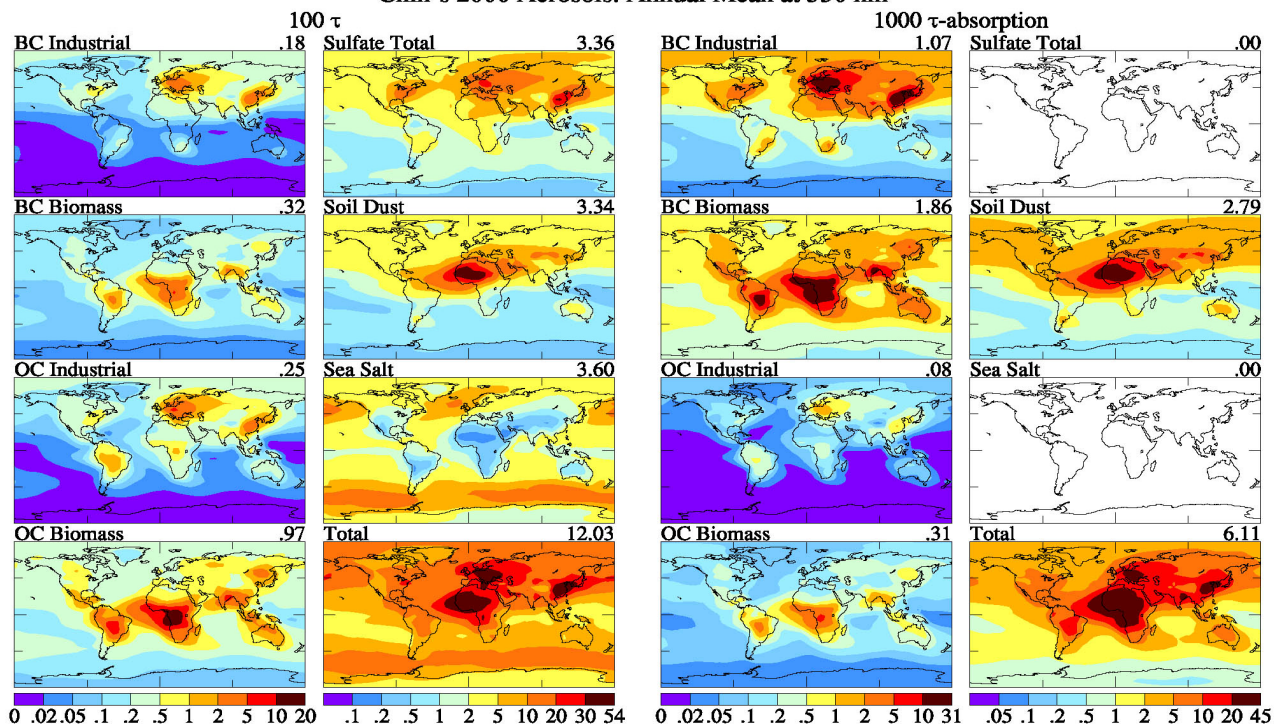 100 τ 1000 τ-absorption
BC Industrial .18 Sulfate Total 3.36 BC Industrial 1.07 Sulfate Total .00
BC Biomass .32 Soil Dust 3.34 BC Biomass 1.86 Soil Dust 2.79
OC Industrial .25 Sea Salt 3.60 OC Industrial .08 Sea Salt .00
OC Biomass .97 Total 12.03 OC Biomass .31 Total 6.11
0 .02 .05 .1 .2 .5 1 2 5 10 20 .1 .2 .5 1 2 5 10 20 30 54 0 .02 .05 .1 .2 .5 1 2 5 10 31 .05 .1 .2 .5 1 2 5 10 20 45